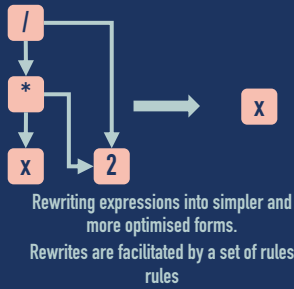 /
*
x
x 2
Rewriting expressions into simpler and
more optimised forms.
Rewrites are facilitated by a set of rules
rules